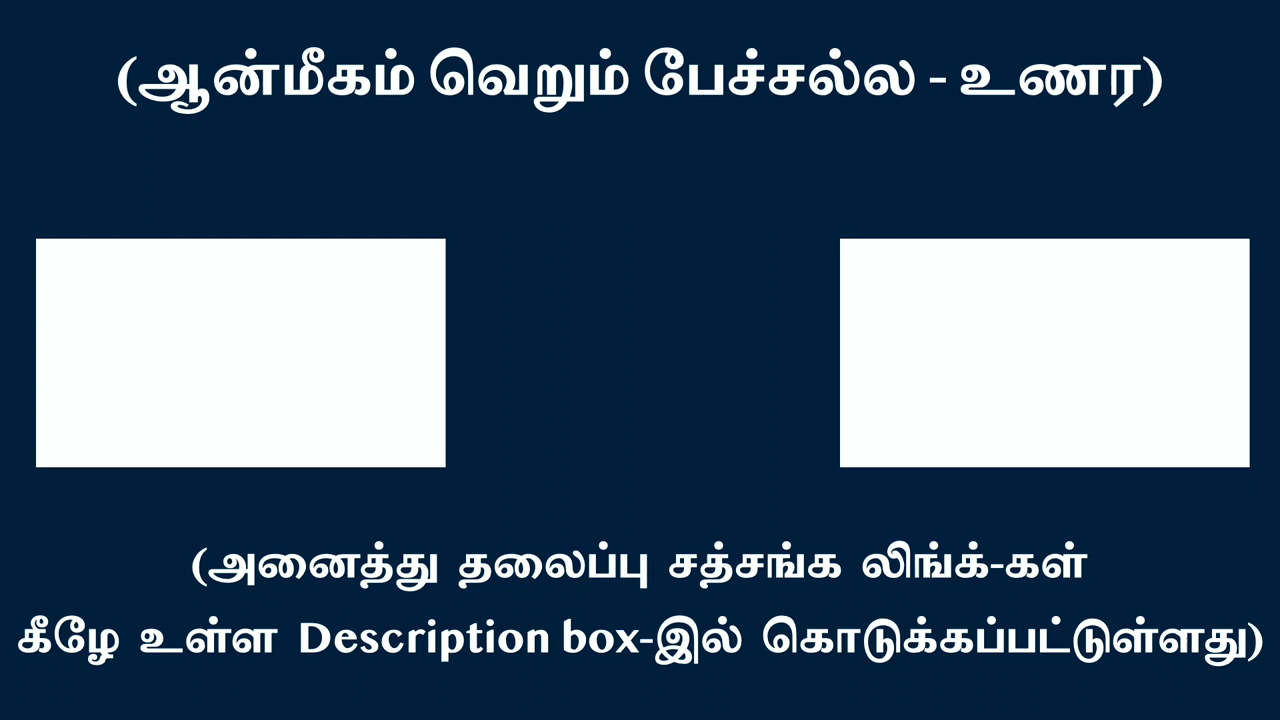 (ஆன்மீகம் வெறும் பேச்சல்ல - உணர)
(அனைத்து தலைப்பு சத்சங்க லிங்க்-கள்
கீழே உள்ள Description box-இல் கொடுக்கப்பட்டுள்ளது)